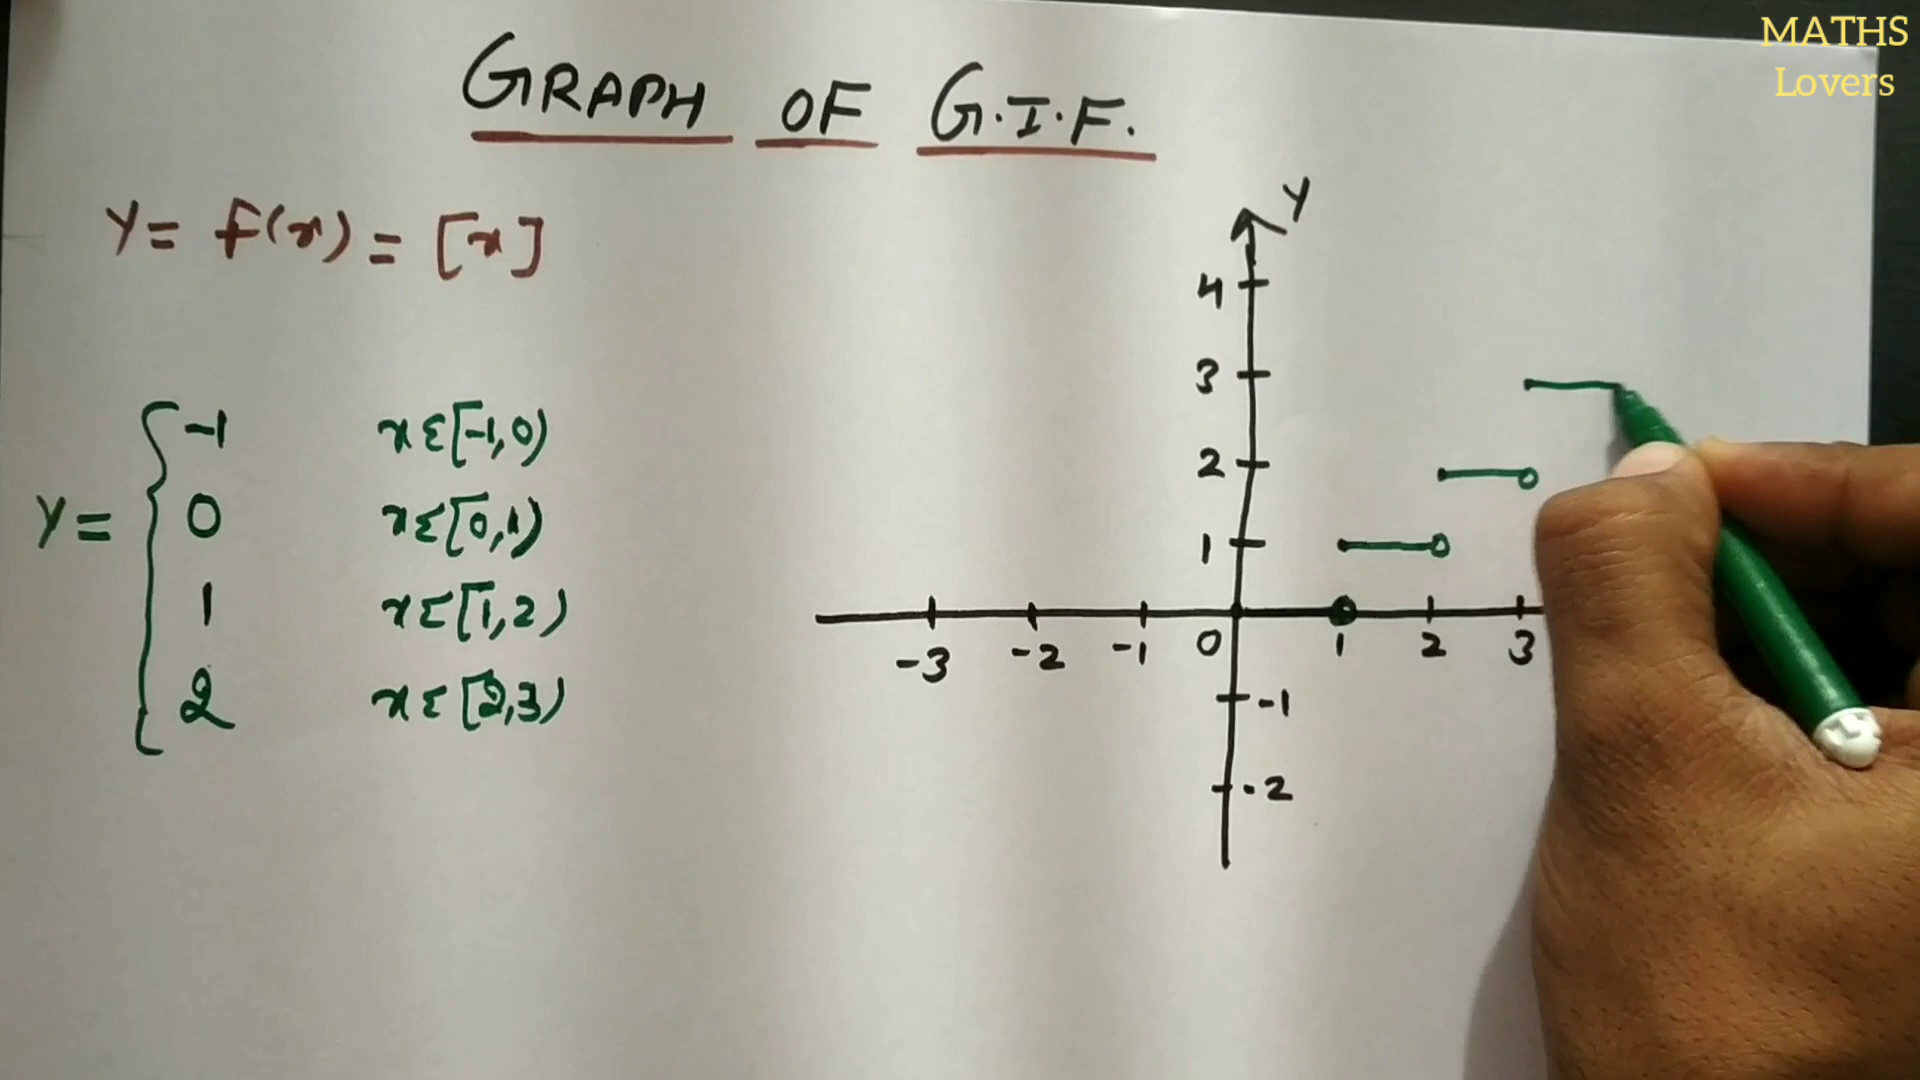 MATHS
Lovers
GRAPH OF G.I.F.
Y = F(x) = [x]
Y =
-1 x∈[-1,0)
0 x∈[0,1)
1 x∈[1,2)
2 x∈[2,3)
Y
4
3
2
1
-3 -2 -1 0 1 2 3
-1
-2